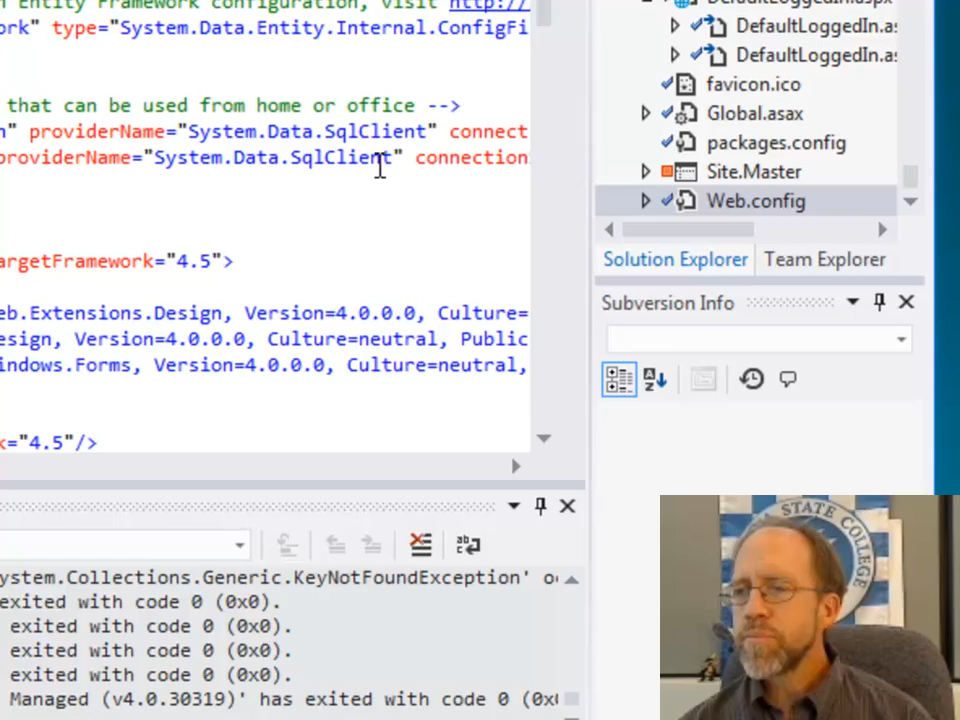 Entity Framework configuration, visit http://
ork" type="System.Data.Entity.Internal.ConfigFi
that can be used from home or office -->
n" providerName="System.Data.SqlClient" connect
providerName="System.Data.SqlClient" connection
argetFramework="4.5">
eb.Extensions.Design, Version=4.0.0.0, Culture=
esign, Version=4.0.0.0, Culture=neutral, Public
indows.Forms, Version=4.0.0.0, Culture=neutral,
k="4.5"/>
DefaultLoggedIn.aspx
DefaultLoggedIn.as
DefaultLoggedIn.as
favicon.ico
Global.asax
packages.config
Site.Master
Web.config
Solution Explorer
Team Explorer
Subversion Info
ystem.Collections.Generic.KeyNotFoundException' o
exited with code 0 (0x0).
exited with code 0 (0x0).
exited with code 0 (0x0).
exited with code 0 (0x0).
Managed (v4.0.30319)' has exited with code 0 (0x
STATE COLLEGE